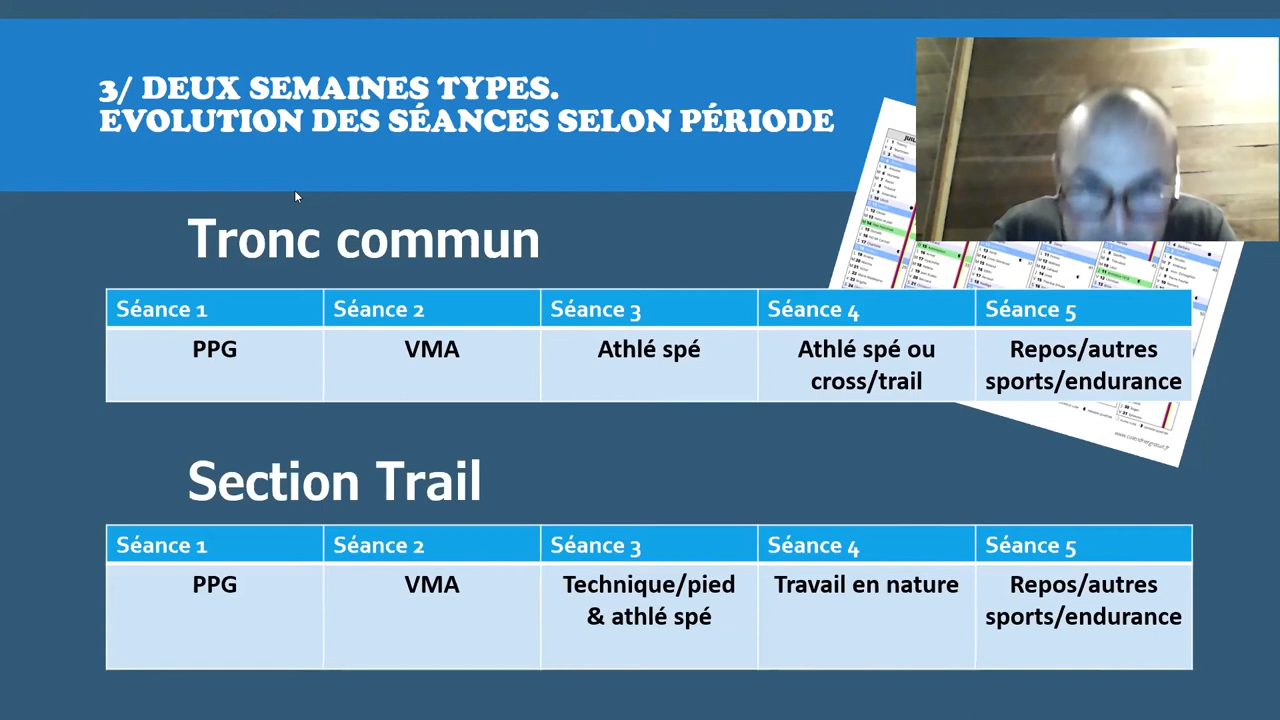 3/ DEUX SEMAINES TYPES.
EVOLUTION DES SÉANCES SELON PÉRIODE
Tronc commun
Séance 1
Séance 2
Séance 3
Séance 4
Séance 5
PPG
VMA
Athlé spé
Athlé spé ou
cross/trail
Repos/autres
sports/endurance
Section Trail
Séance 1
Séance 2
Séance 3
Séance 4
Séance 5
PPG
VMA
Technique/pied
& athlé spé
Travail en nature
Repos/autres
sports/endurance